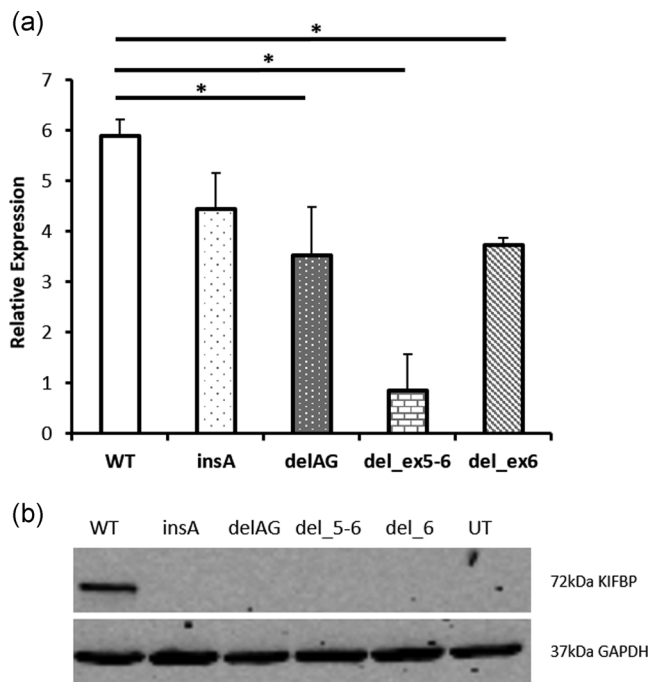 (a)
*
*
*
7
6
5
4
3
2
1
0
Relative Expression
WT insA delAG del_ex5-6 del_ex6
(b)
WT insA delAG del_5-6 del_6 UT
72kDa KIFBP
37kDa GAPDH